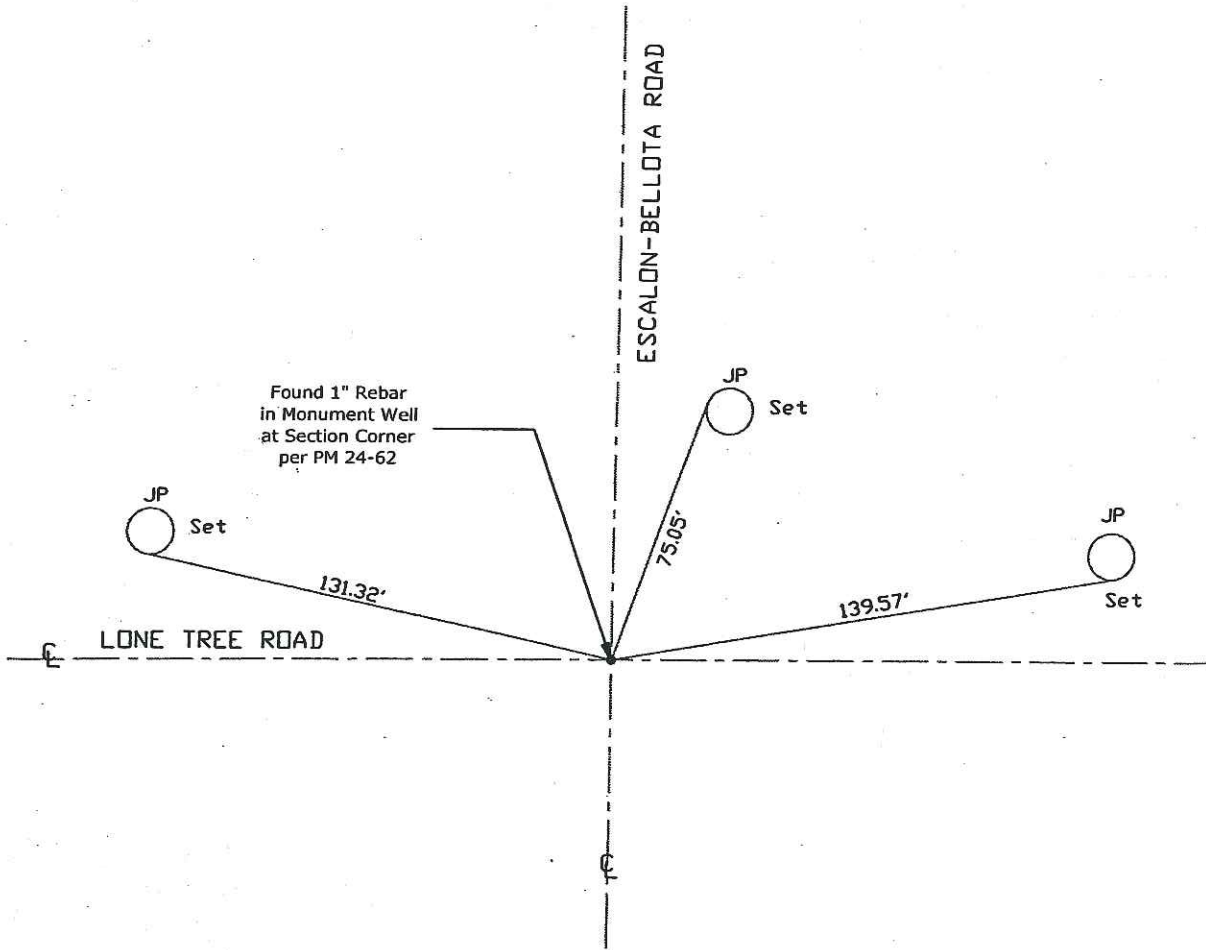 ESCALON-BELLOTA ROAD
Found 1" Rebar
in Monument Well
at Section Corner
per PM 24-62
JP
Set
JP
Set
JP
Set
75.05'
131.32'
139.57'
℄ LONE TREE ROAD
℄